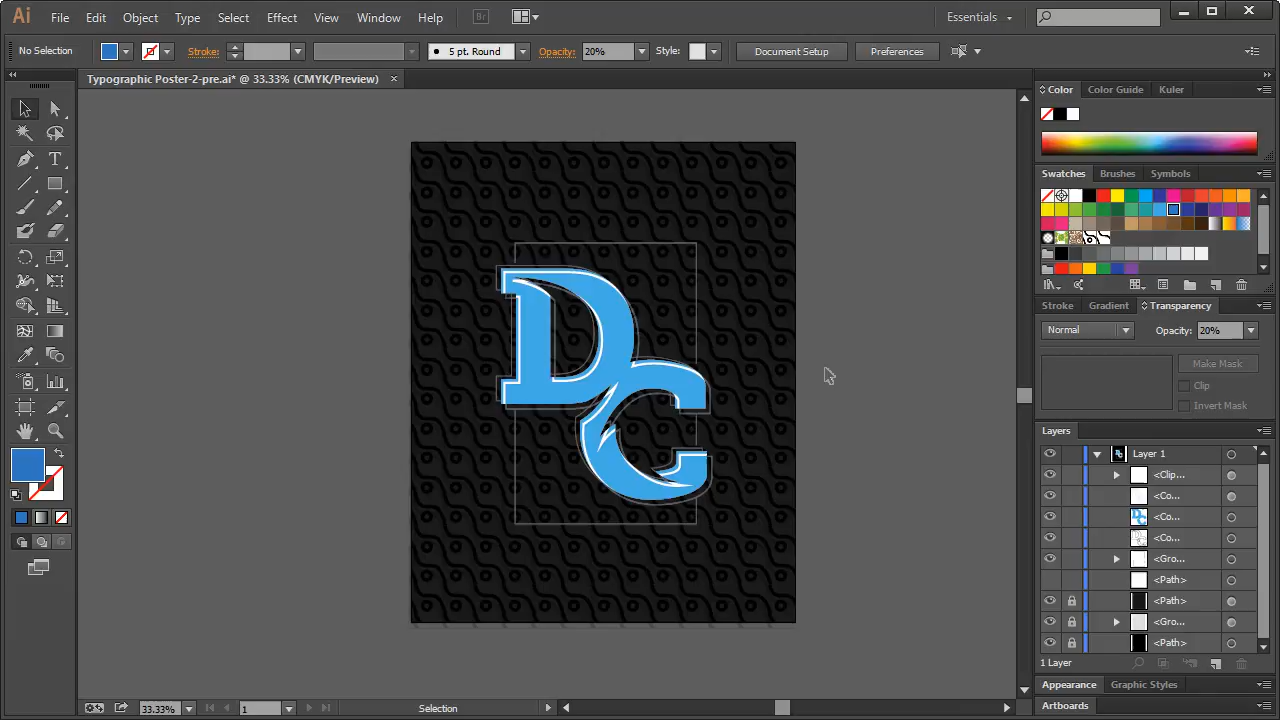 Ai File Edit Object Type Select Effect View Window Help Br Essentials
No Selection Stroke: 5 pt. Round Opacity: 20% Style: Document Setup Preferences
Typographic Poster-2-pre.ai* @ 33.33% (CMYK/Preview) ×
Color Color Guide Kuler
Swatches Brushes Symbols
DC
Stroke Gradient Transparency
Normal Opacity: 20%
Make Mask
Clip
Invert Mask
Layers
Layer 1
<Clip...
<Co...
<Co...
<Co...
<Gro...
<Path>
<Path>
<Gro...
<Path>
1 Layer
Appearance Graphic Styles
Artboards
33.33% 1 Selection